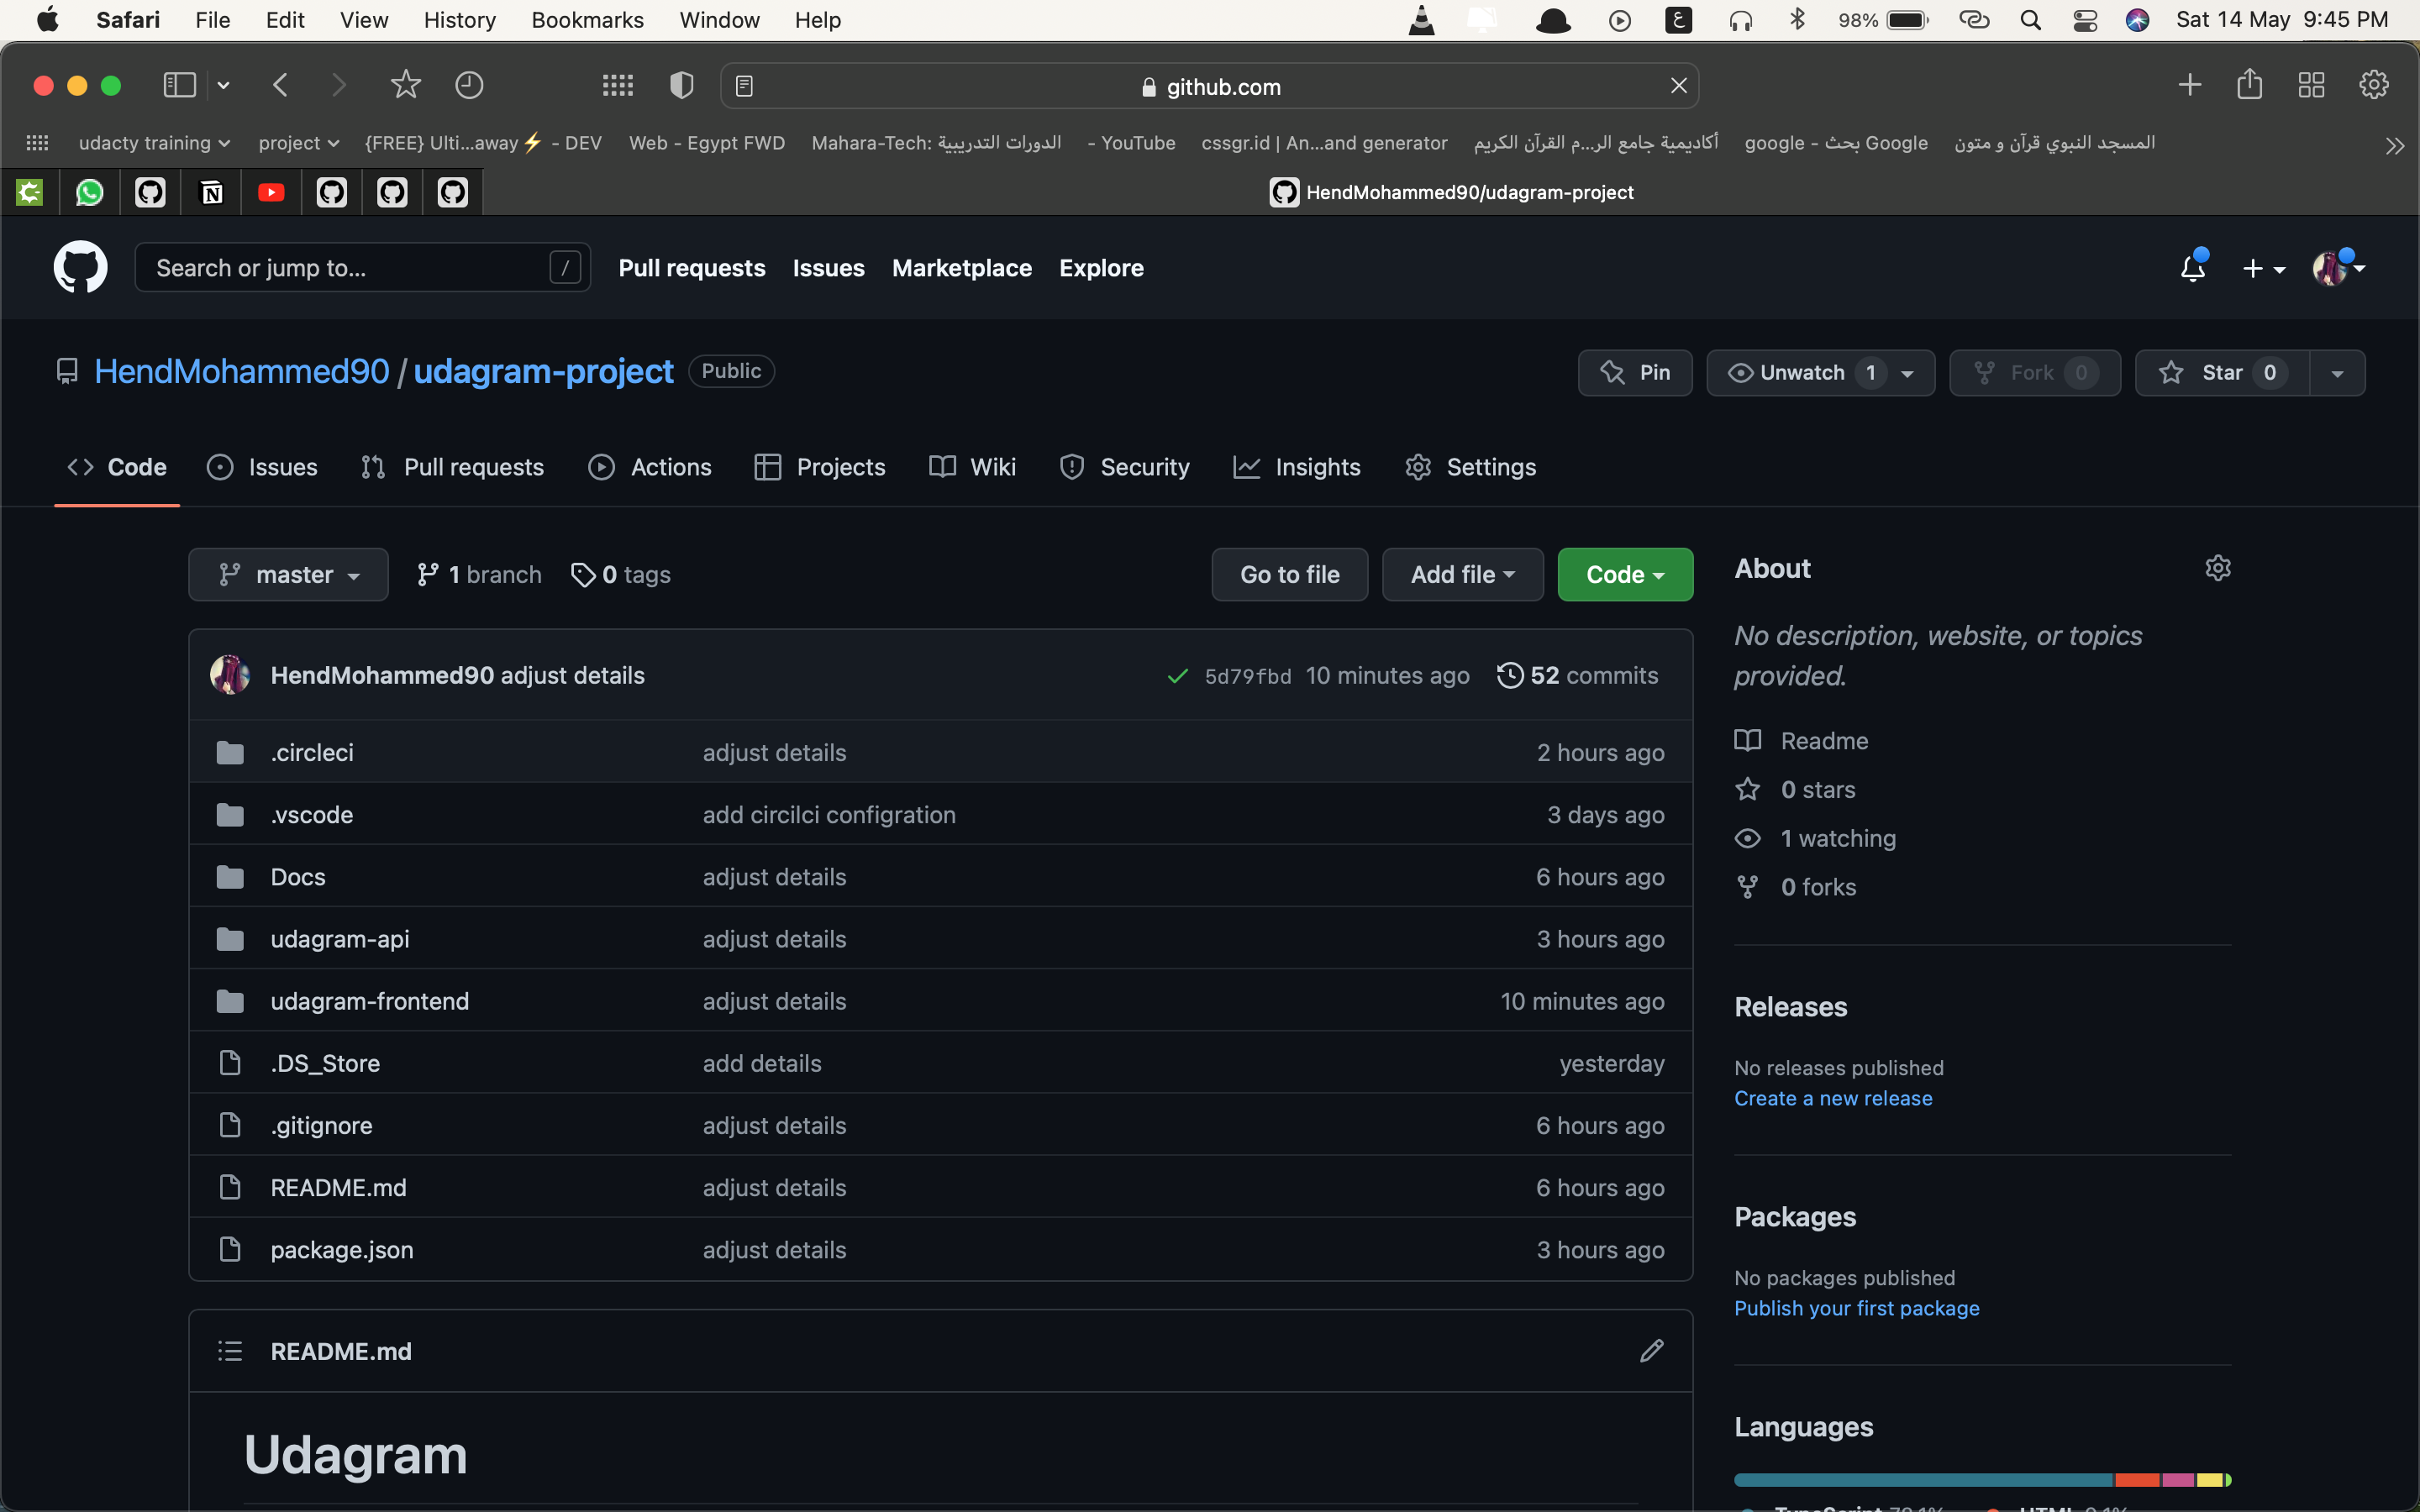 Safari File Edit View History Bookmarks Window Help ع 98% Sat 14 May 9:45 PM
github.com
udacty training project {FREE} Ulti...away⚡ - DEV Web - Egypt FWD Mahara-Tech: الدورات التدريبية - YouTube cssgr.id | An...and generator أكاديمية جامع الر...م القرآن الكريم google - بحث Google المسجد النبوي قرآن و متون
HendMohammed90/udagram-project
Search or jump to... / Pull requests Issues Marketplace Explore
HendMohammed90 / udagram-project Public Pin Unwatch 1 Fork 0 Star 0
Code Issues Pull requests Actions Projects Wiki Security Insights Settings
master 1 branch 0 tags Go to file Add file Code
HendMohammed90 adjust details 5d79fbd 10 minutes ago 52 commits
.circleci adjust details 2 hours ago
.vscode add circilci configration 3 days ago
Docs adjust details 6 hours ago
udagram-api adjust details 3 hours ago
udagram-frontend adjust details 10 minutes ago
.DS_Store add details yesterday
.gitignore adjust details 6 hours ago
README.md adjust details 6 hours ago
package.json adjust details 3 hours ago
README.md
Udagram
About
No description, website, or topics
provided.
Readme
0 stars
1 watching
0 forks
Releases
No releases published
Create a new release
Packages
No packages published
Publish your first package
Languages
TypeScript HTML